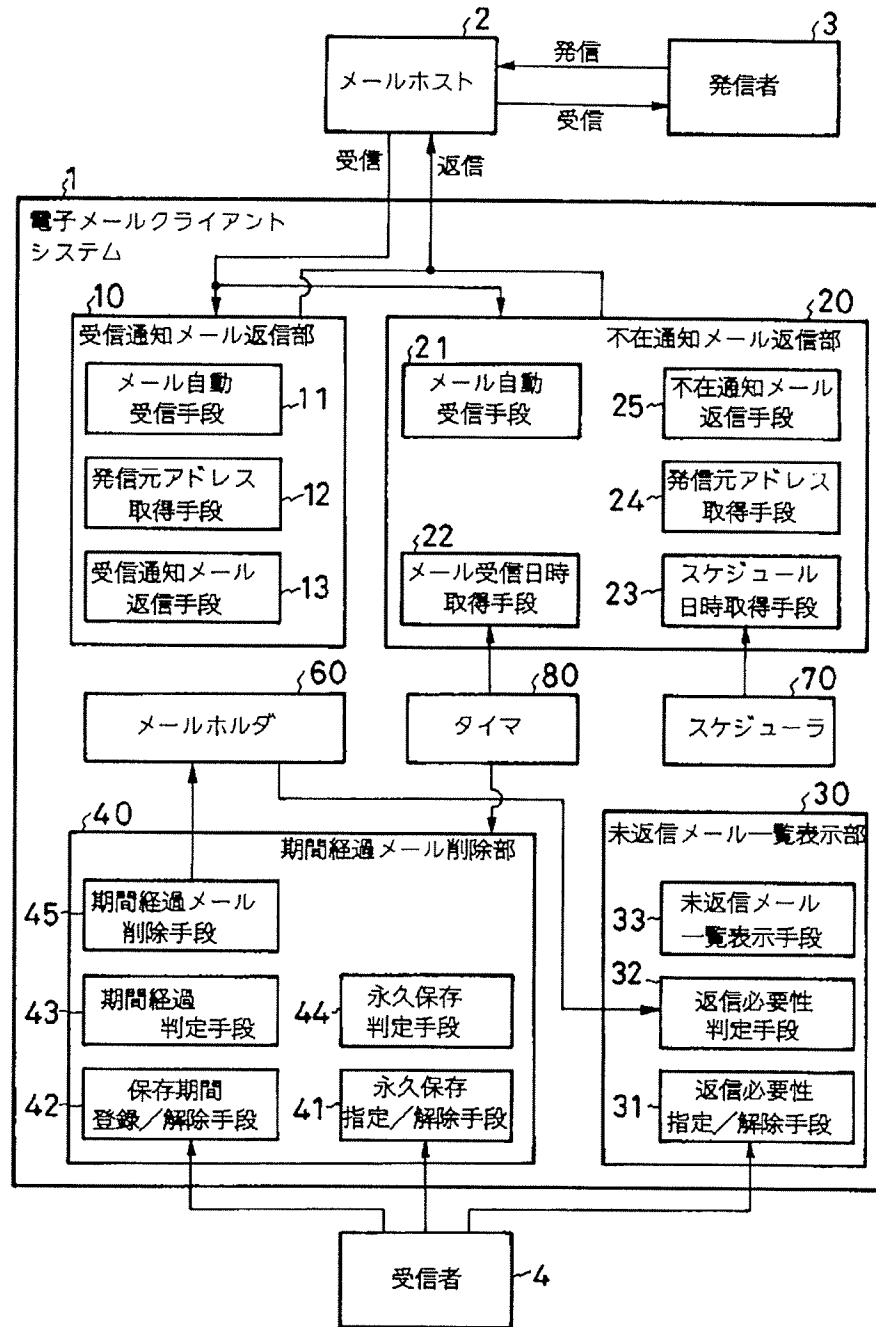 2
メールホスト
発信
受信
3
発信者
受信
返信
1
電子メールクライアント
システム
10
受信通知メール返信部
メール自動
受信手段
11
発信元アドレス
取得手段
12
受信通知メール
返信手段
13
20
不在通知メール返信部
21
メール自動
受信手段
25
不在通知メール
返信手段
24
発信元アドレス
取得手段
22
メール受信日時
取得手段
23
スケジュール
日時取得手段
60
メールホルダ
80
タイマ
70
スケジューラ
40
期間経過メール削除部
45
期間経過メール
削除手段
43
期間経過
判定手段
44
永久保存
判定手段
42
保存期間
登録/解除手段
41
永久保存
指定/解除手段
30
未返信メール一覧表示部
33
未返信メール
一覧表示手段
32
返信必要性
判定手段
31
返信必要性
指定/解除手段
受信者
4